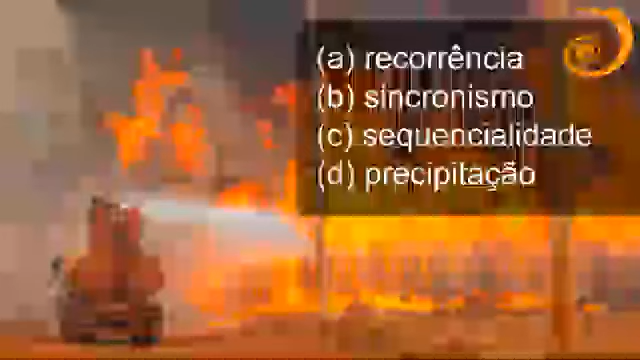 (a) recorrência
(b) sincronismo
(c) sequencialidade
(d) precipitação